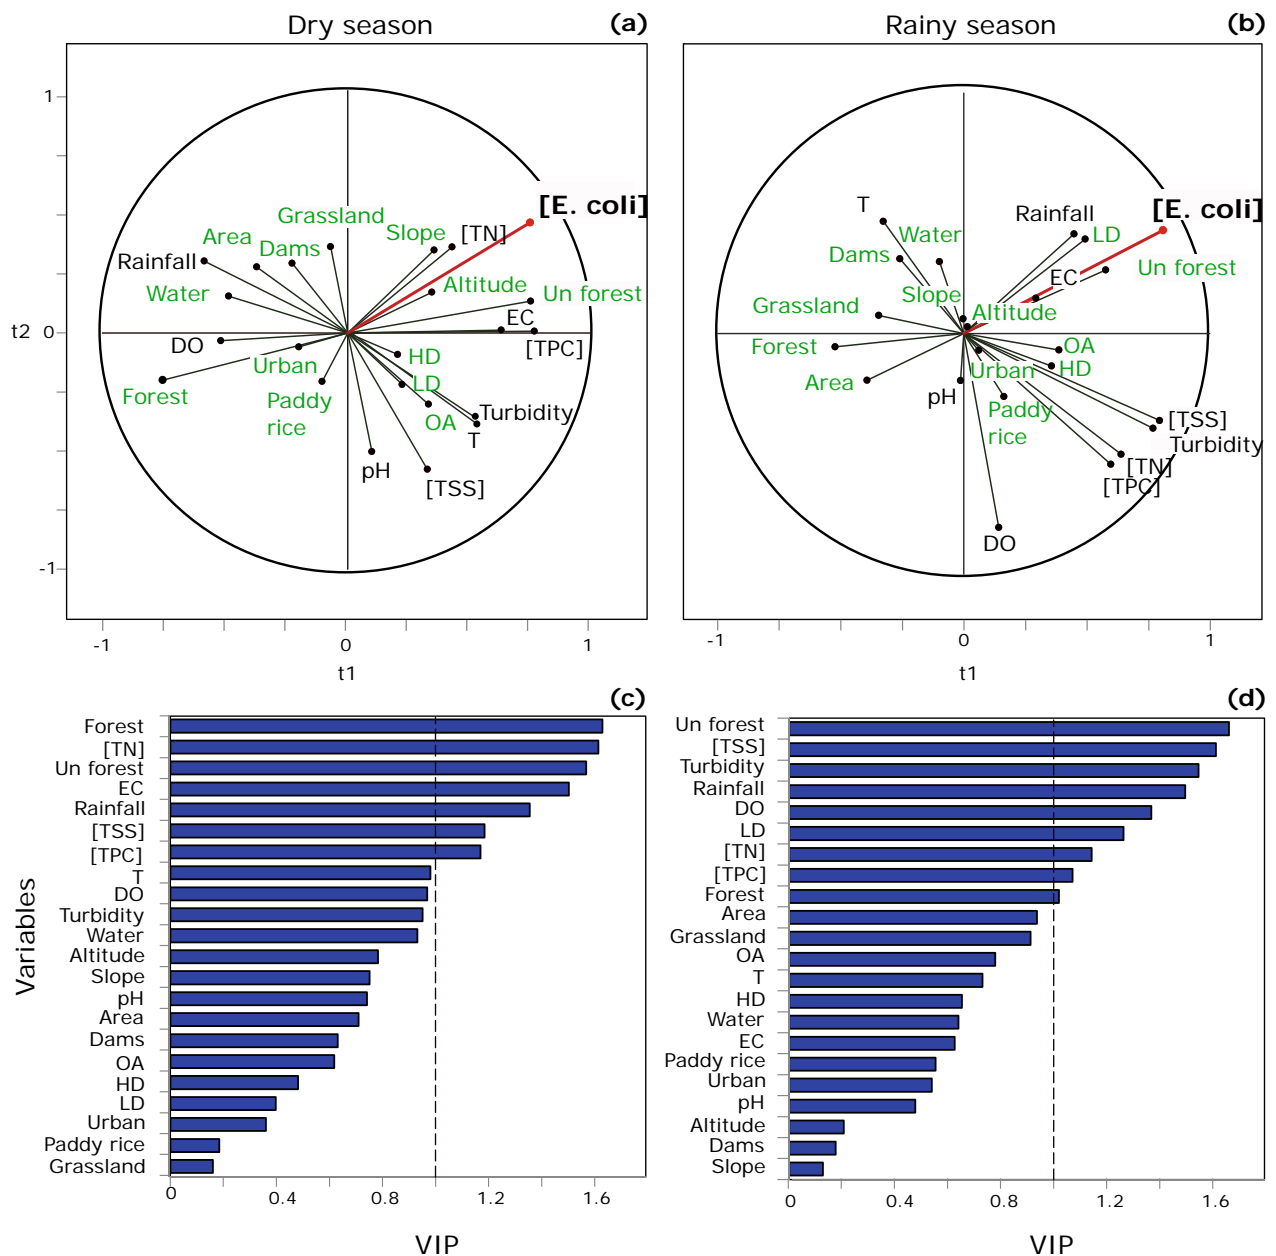 Dry season
(a)
1
t2
0
-1
Grassland
Area
Dams
Slope
[TN]
[E. coli]
Rainfall
Water
Altitude
Un forest
EC
[TPC]
DO
Urban
HD
Forest
Paddy
rice
LD
OA
Turbidity
T
pH
[TSS]
-1
0
1
t1
Rainy season
(b)
T
Rainfall
[E. coli]
Water
LD
Dams
Un forest
EC
Slope
Grassland
Altitude
Forest
OA
Area
Urban
HD
pH
Paddy
rice
[TSS]
Turbidity
[TN]
[TPC]
DO
-1
0
1
t1
(c)
Variables
Forest
[TN]
Un forest
EC
Rainfall
[TSS]
[TPC]
T
DO
Turbidity
Water
Altitude
Slope
pH
Area
Dams
OA
HD
LD
Urban
Paddy rice
Grassland
0
0.4
0.8
1.2
1.6
VIP
(d)
Un forest
[TSS]
Turbidity
Rainfall
DO
LD
[TN]
[TPC]
Forest
Area
Grassland
OA
T
HD
Water
EC
Paddy rice
Urban
pH
Altitude
Dams
Slope
0
0.4
0.8
1.2
1.6
VIP